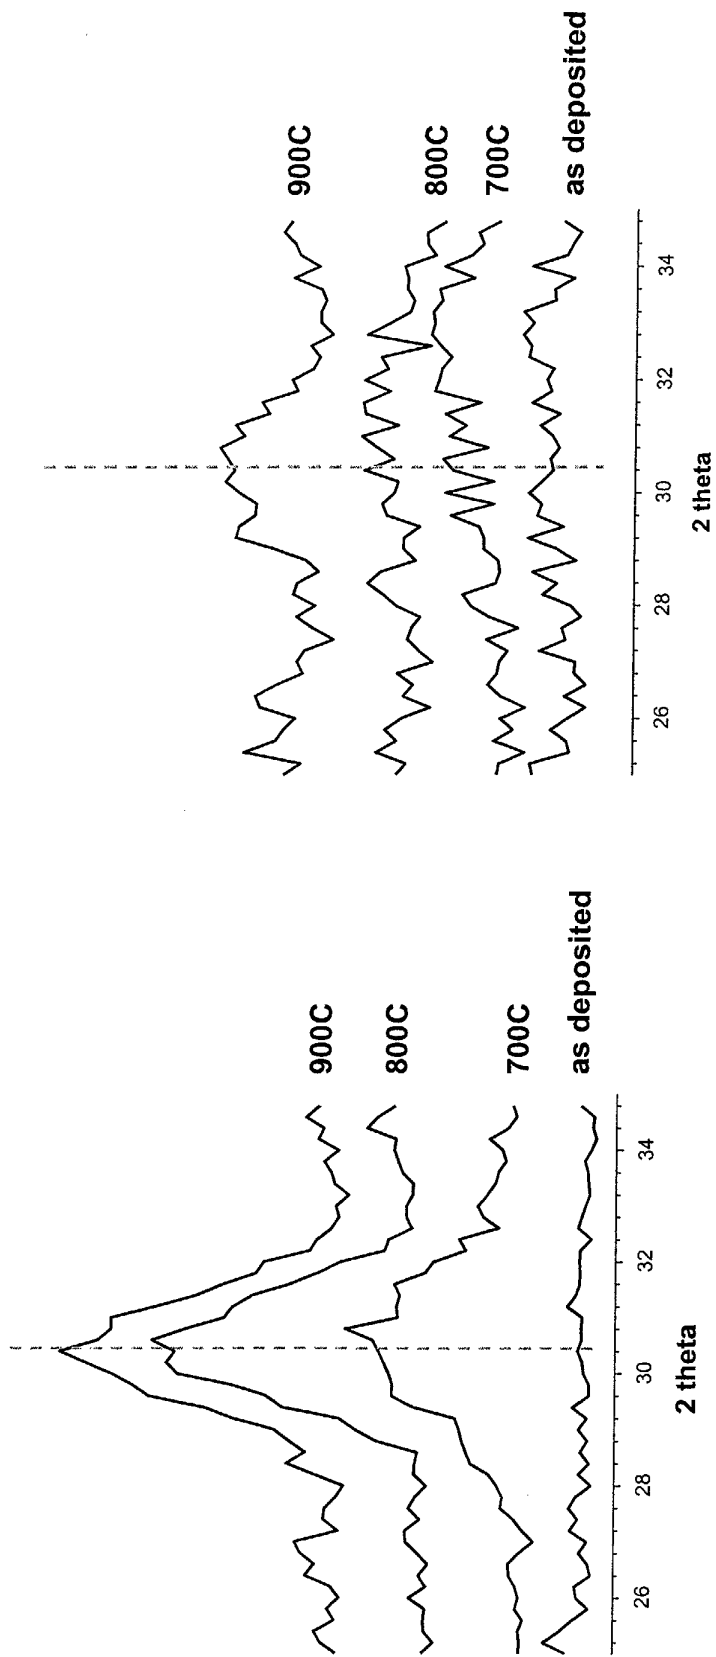 900C
800C
700C
as deposited
26 28 30 32 34
2 theta
900C
800C
700C
as deposited
26 28 30 32 34
2 theta